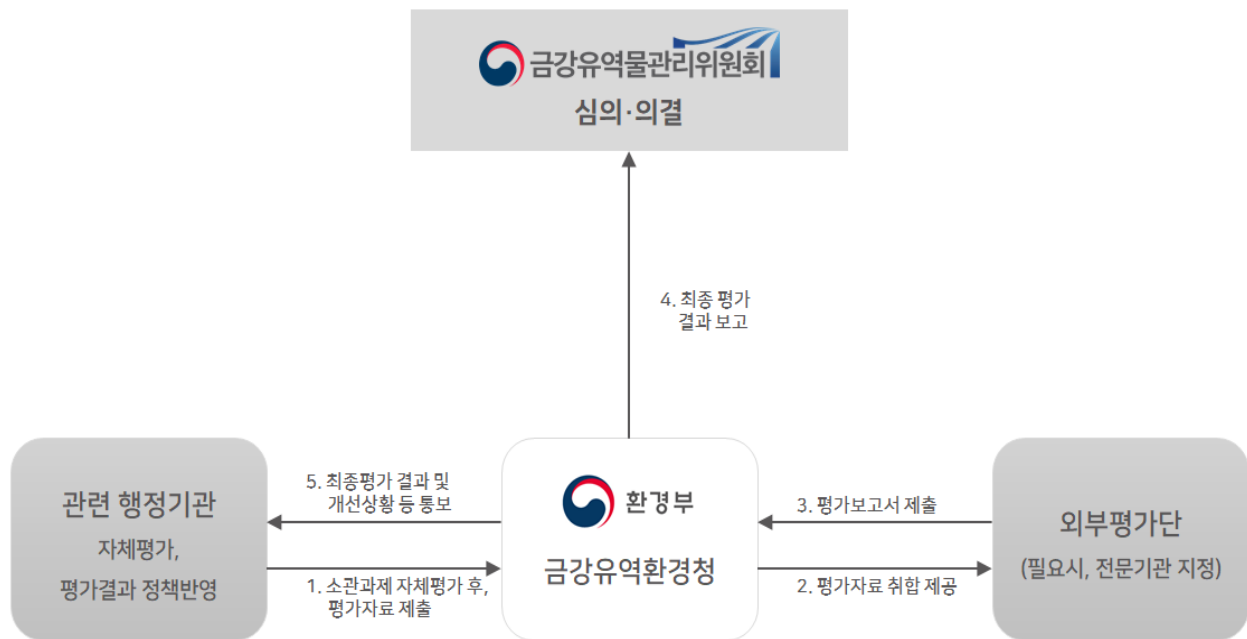 금강유역물관리위원회
심의·의결
4. 최종 평가
결과 보고
관련 행정기관
자체평가,
평가결과 정책반영
5. 최종평가 결과 및
개선상황 등 통보
1. 소관과제 자체평가 후,
평가자료 제출
환경부
금강유역환경청
3. 평가보고서 제출
2. 평가자료 취합 제공
외부평가단
(필요시, 전문기관 지정)